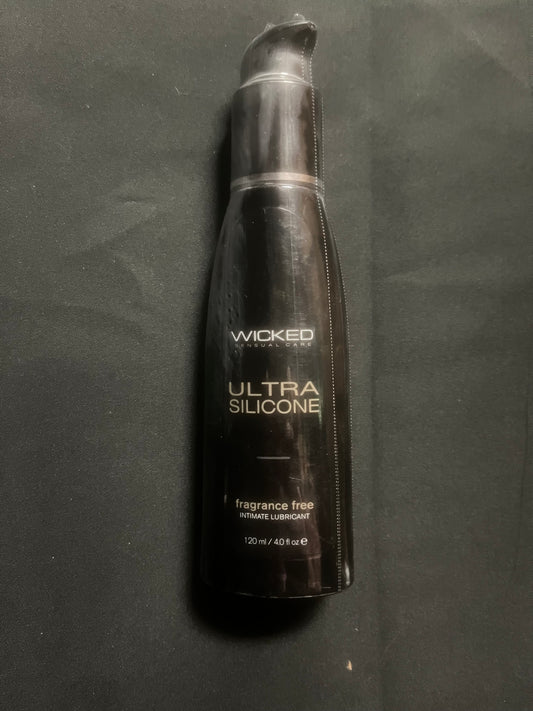 WICKED
SENSUAL CARE
ULTRA
SILICONE
fragrance free
INTIMATE LUBRICANT
120 ml / 4.0 fl oz ℮